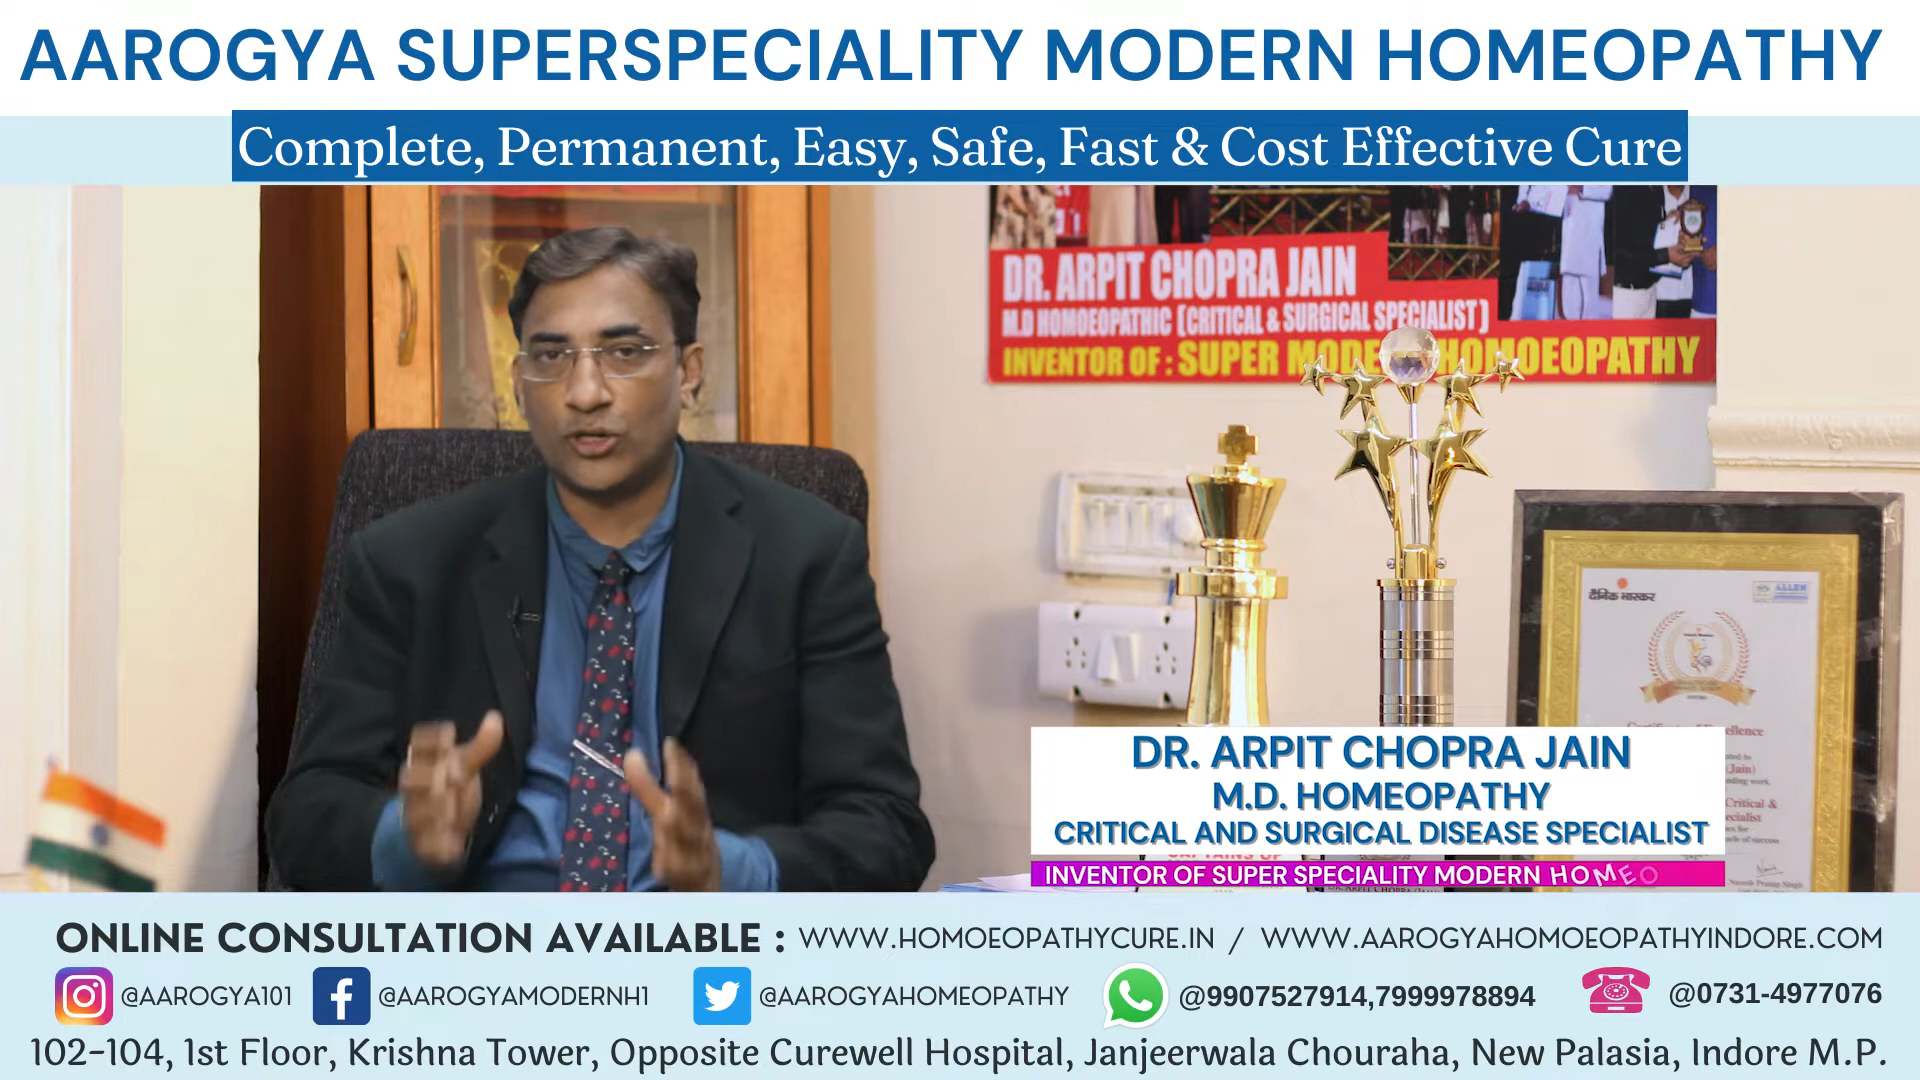 AAROGYA SUPERSPECIALITY MODERN HOMEOPATHY
Complete, Permanent, Easy, Safe, Fast & Cost Effective Cure
DR. ARPIT CHOPRA JAIN
M.D HOMOEOPATHIC (CRITICAL & SURGICAL SPECIALIST)
INVENTOR OF : SUPER MODE HOMOEOPATHY
दैनिक भास्कर
ALLEN
(Jain)
Critical &
DR. ARPIT CHOPRA JAIN
M.D. HOMEOPATHY
CRITICAL AND SURGICAL DISEASE SPECIALIST
INVENTOR OF SUPER SPECIALITY MODERN HOMEO
ONLINE CONSULTATION AVAILABLE : WWW.HOMOEOPATHYCURE.IN / WWW.AAROGYAHOMOEOPATHYINDORE.COM
@AAROGYA101 @AAROGYAMODERNH1 @AAROGYAHOMEOPATHY @9907527914,7999978894 @0731-4977076
102-104, 1st Floor, Krishna Tower, Opposite Curewell Hospital, Janjeerwala Chouraha, New Palasia, Indore M.P.